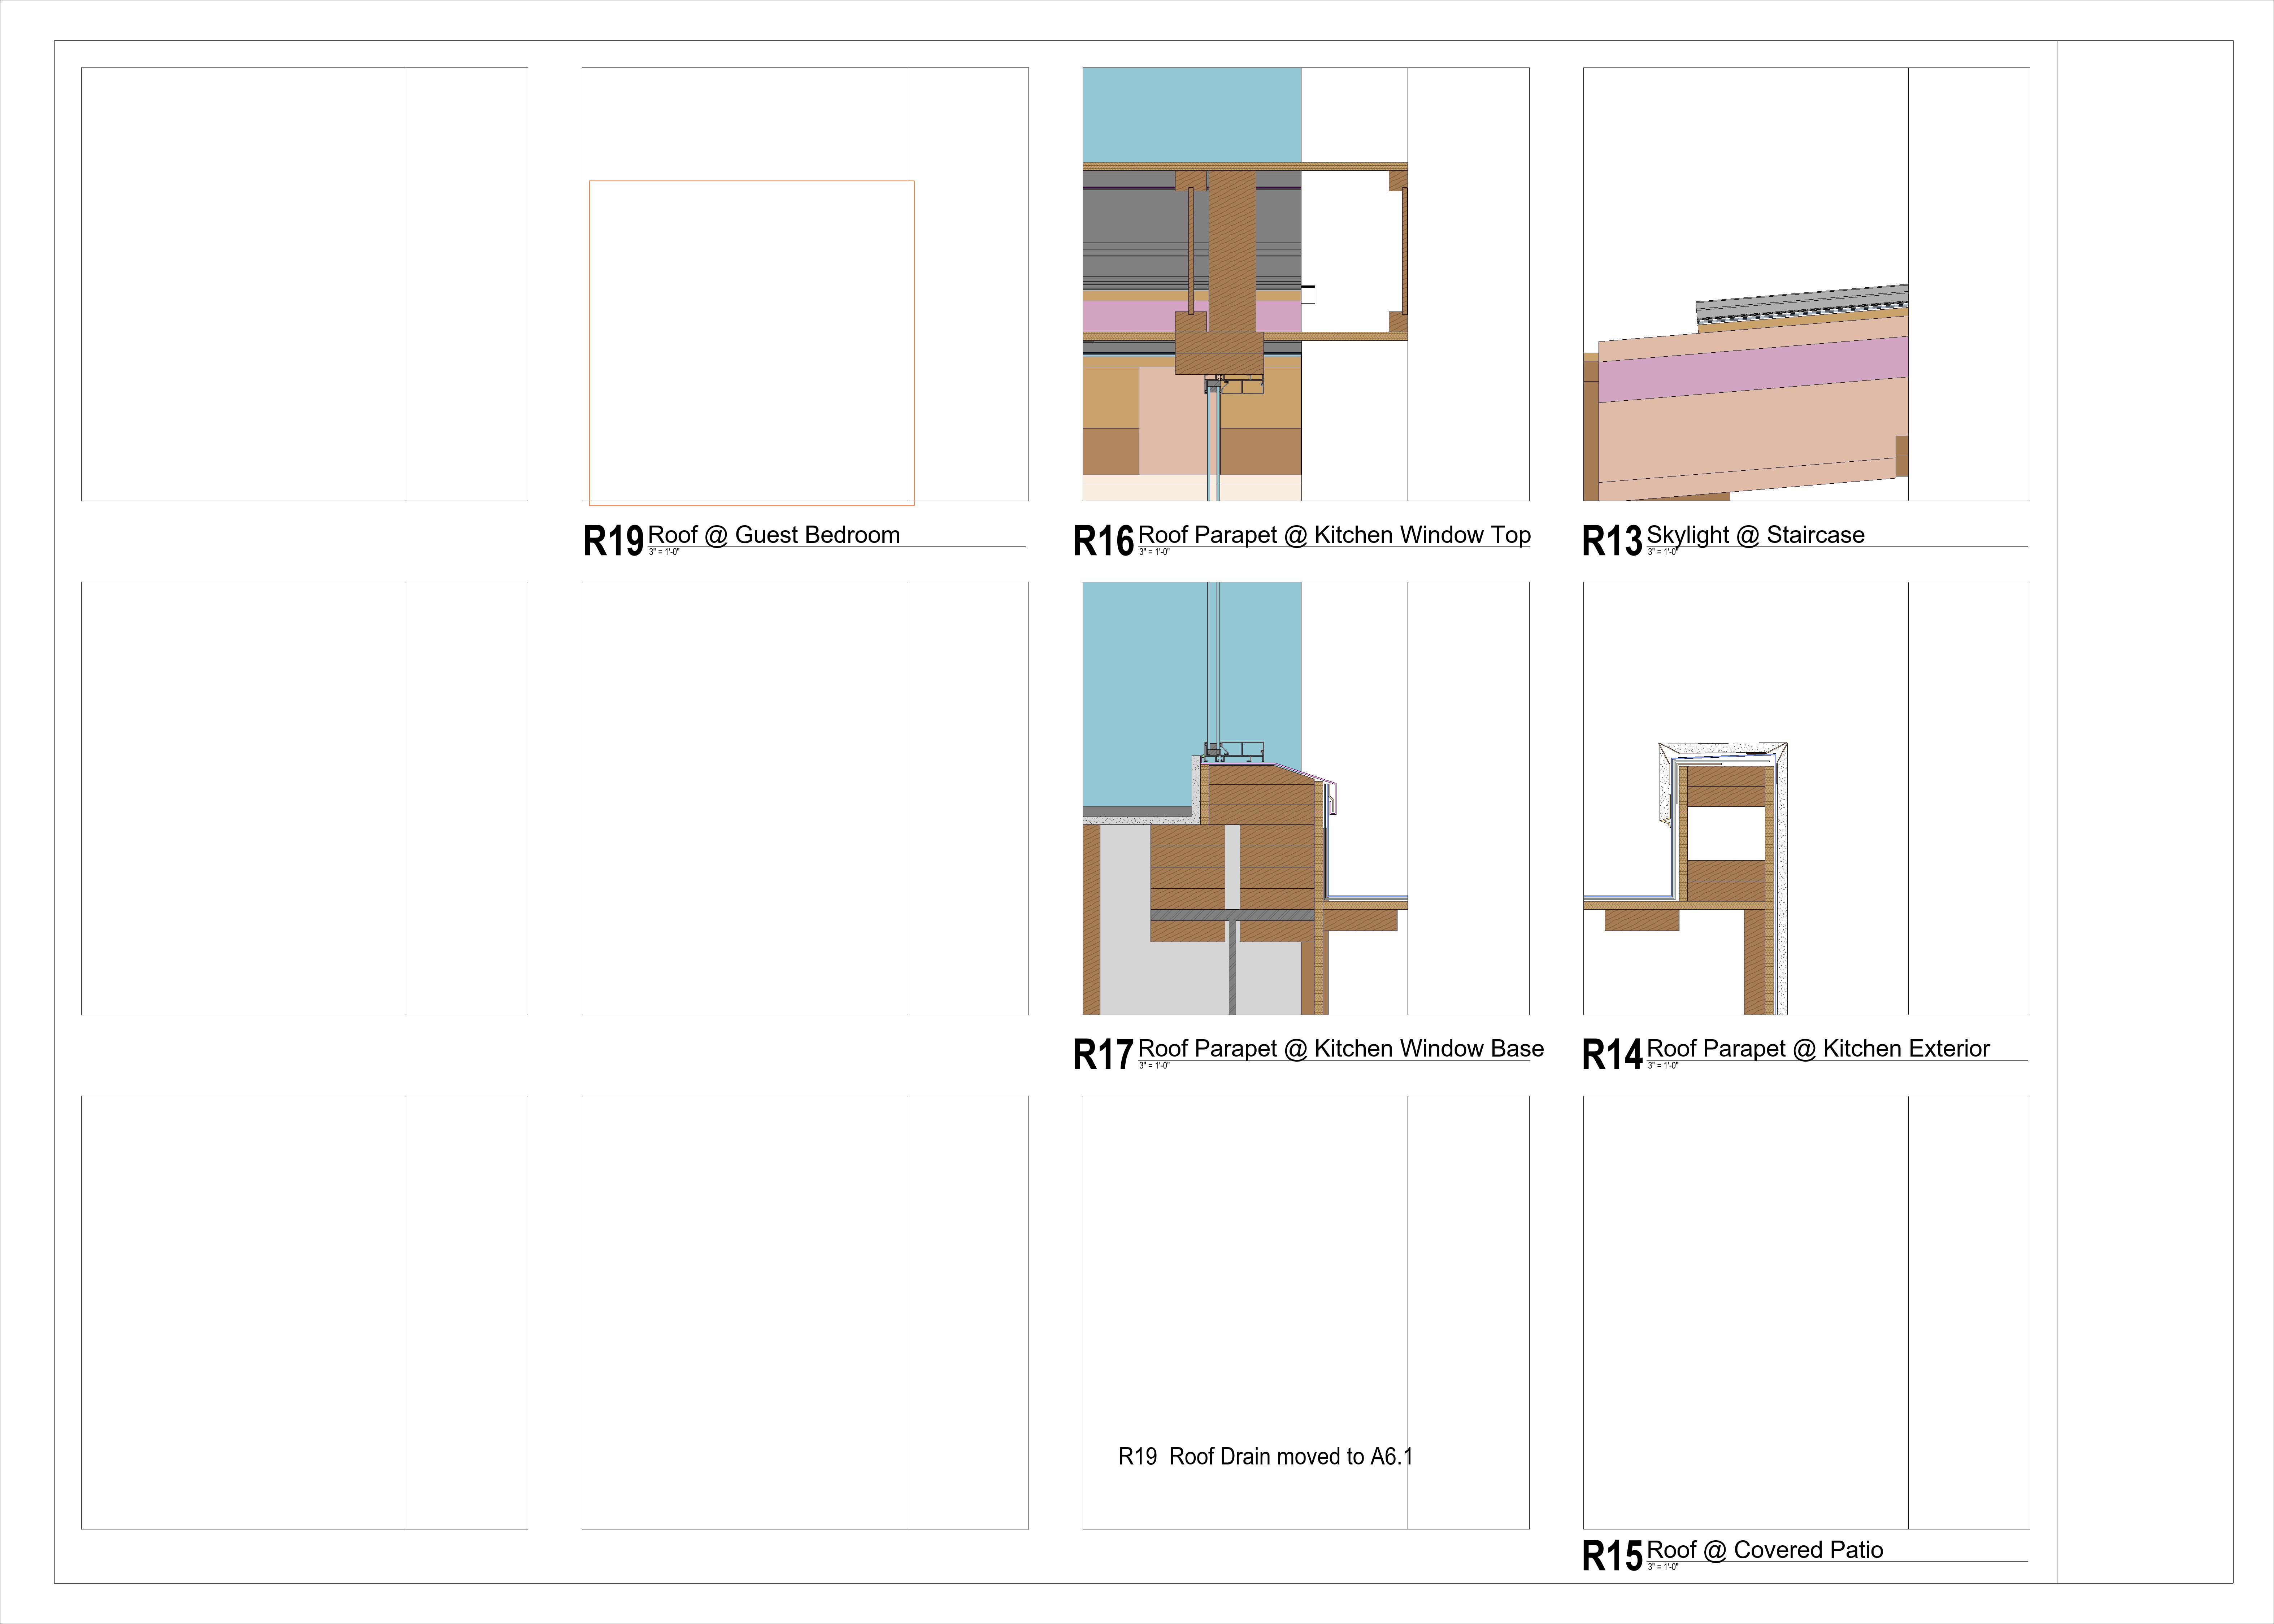 R19 Roof @ Guest Bedroom
3" = 1'-0"
R16 Roof Parapet @ Kitchen Window Top
3" = 1'-0"
R13 Skylight @ Staircase
3" = 1'-0"
R17 Roof Parapet @ Kitchen Window Base
3" = 1'-0"
R14 Roof Parapet @ Kitchen Exterior
3" = 1'-0"
R19 Roof Drain moved to A6.1
R15 Roof @ Covered Patio
3" = 1'-0"